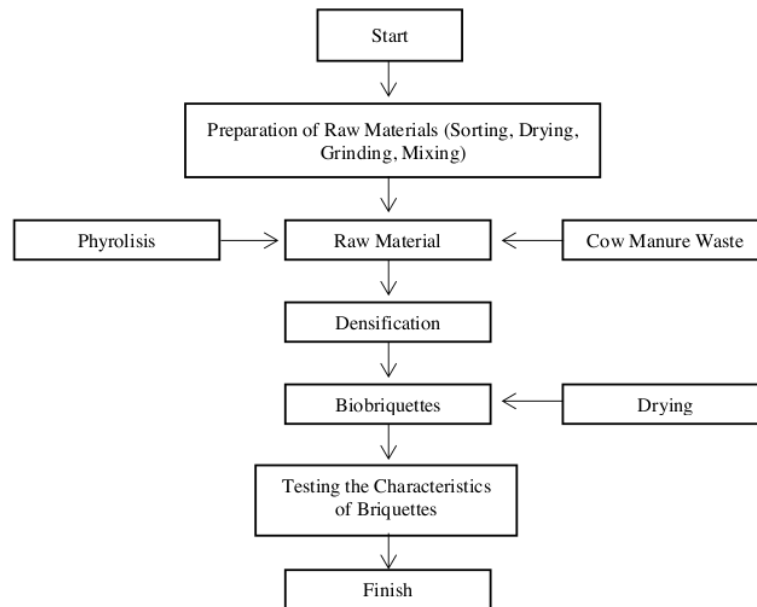 Start
Preparation of Raw Materials (Sorting, Drying,
Grinding, Mixing)
Phyrolisis
Raw Material
Cow Manure Waste
Densification
Biobriquettes
Drying
Testing the Characteristics
of Briquettes
Finish